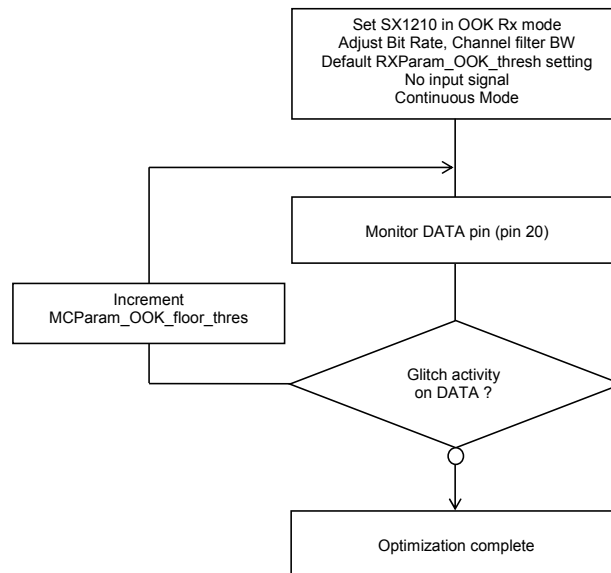 Set SX1210 in OOK Rx mode
Adjust Bit Rate, Channel filter BW
Default RXParam_OOK_thresh setting
No input signal
Continuous Mode
Monitor DATA pin (pin 20)
Increment
MCParam_OOK_floor_thres
Glitch activity
on DATA ?
Optimization complete